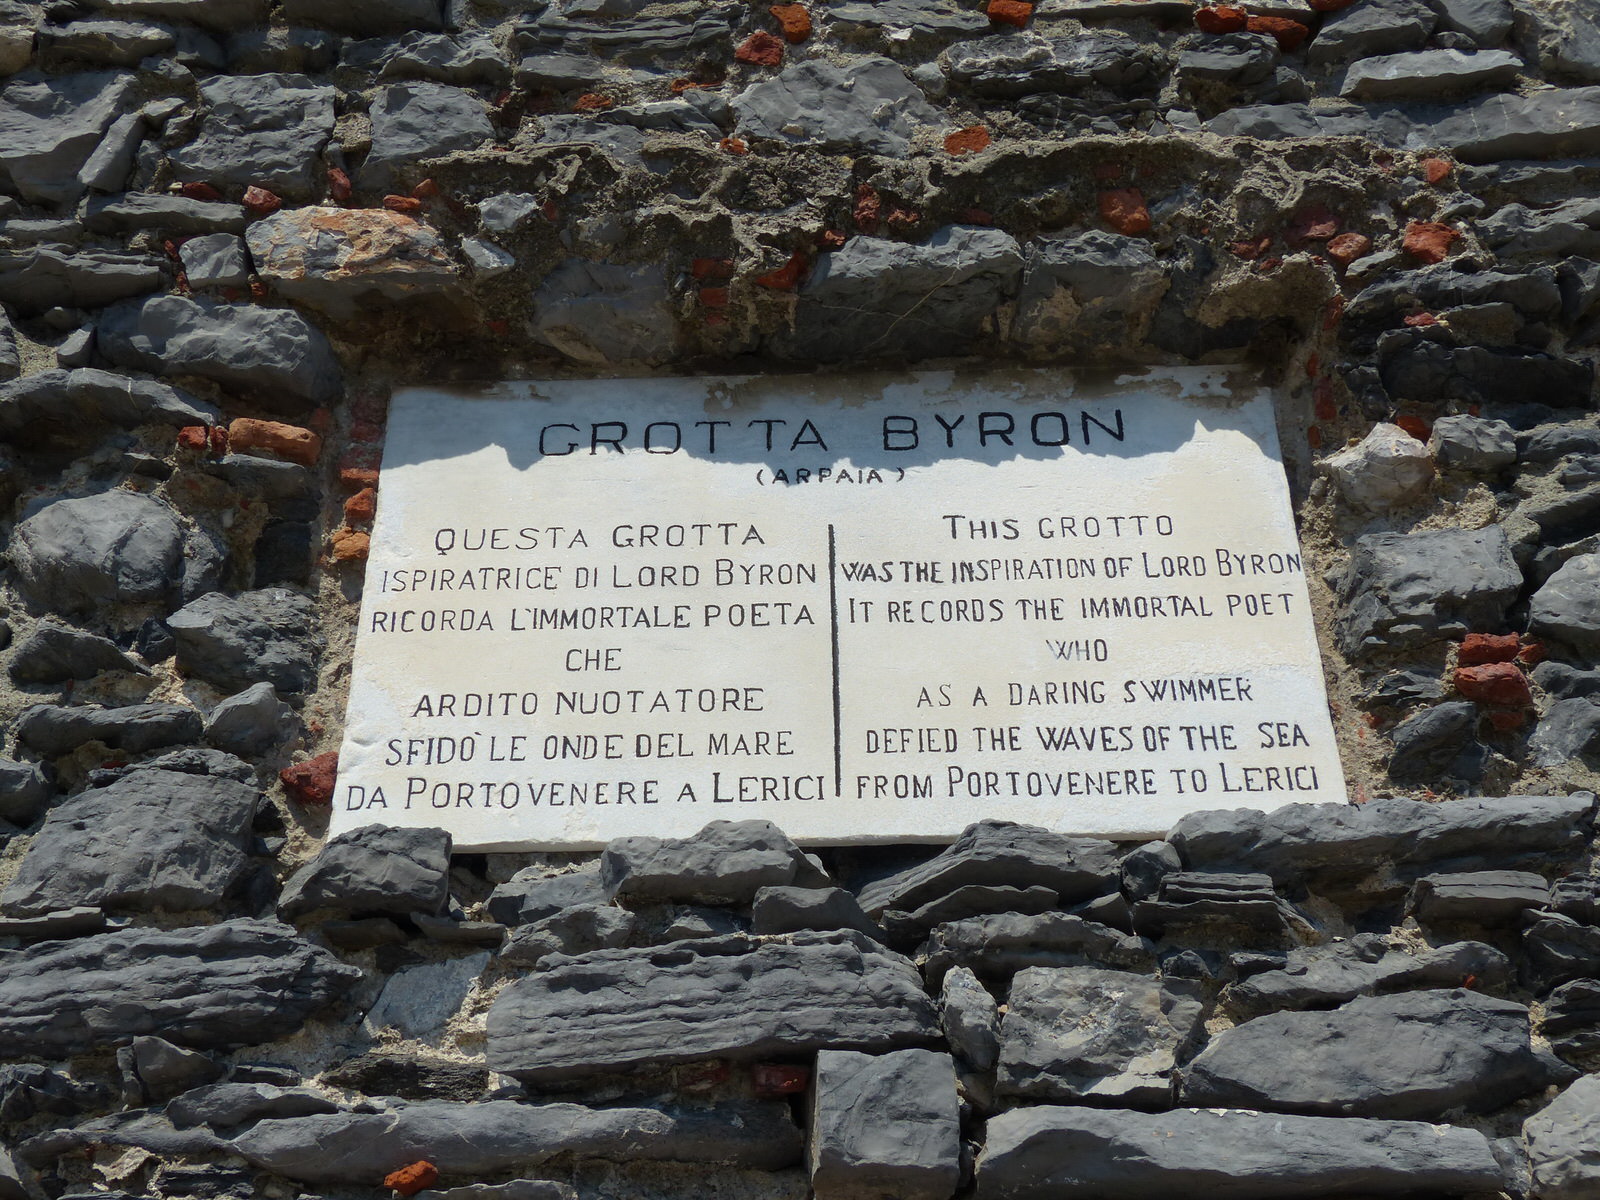 GROTTA BYRON
(ARPAIA)
QUESTA GROTTA
ISPIRATRICE DI LORD BYRON
RICORDA L'IMMORTALE POETA
CHE
ARDITO NUOTATORE
SFIDÒ LE ONDE DEL MARE
DA PORTOVENERE A LERICI
THIS GROTTO
WAS THE INSPIRATION OF LORD BYRON
IT RECORDS THE IMMORTAL POET
WHO
AS A DARING SWIMMER
DEFIED THE WAVES OF THE SEA
FROM PORTOVENERE TO LERICI